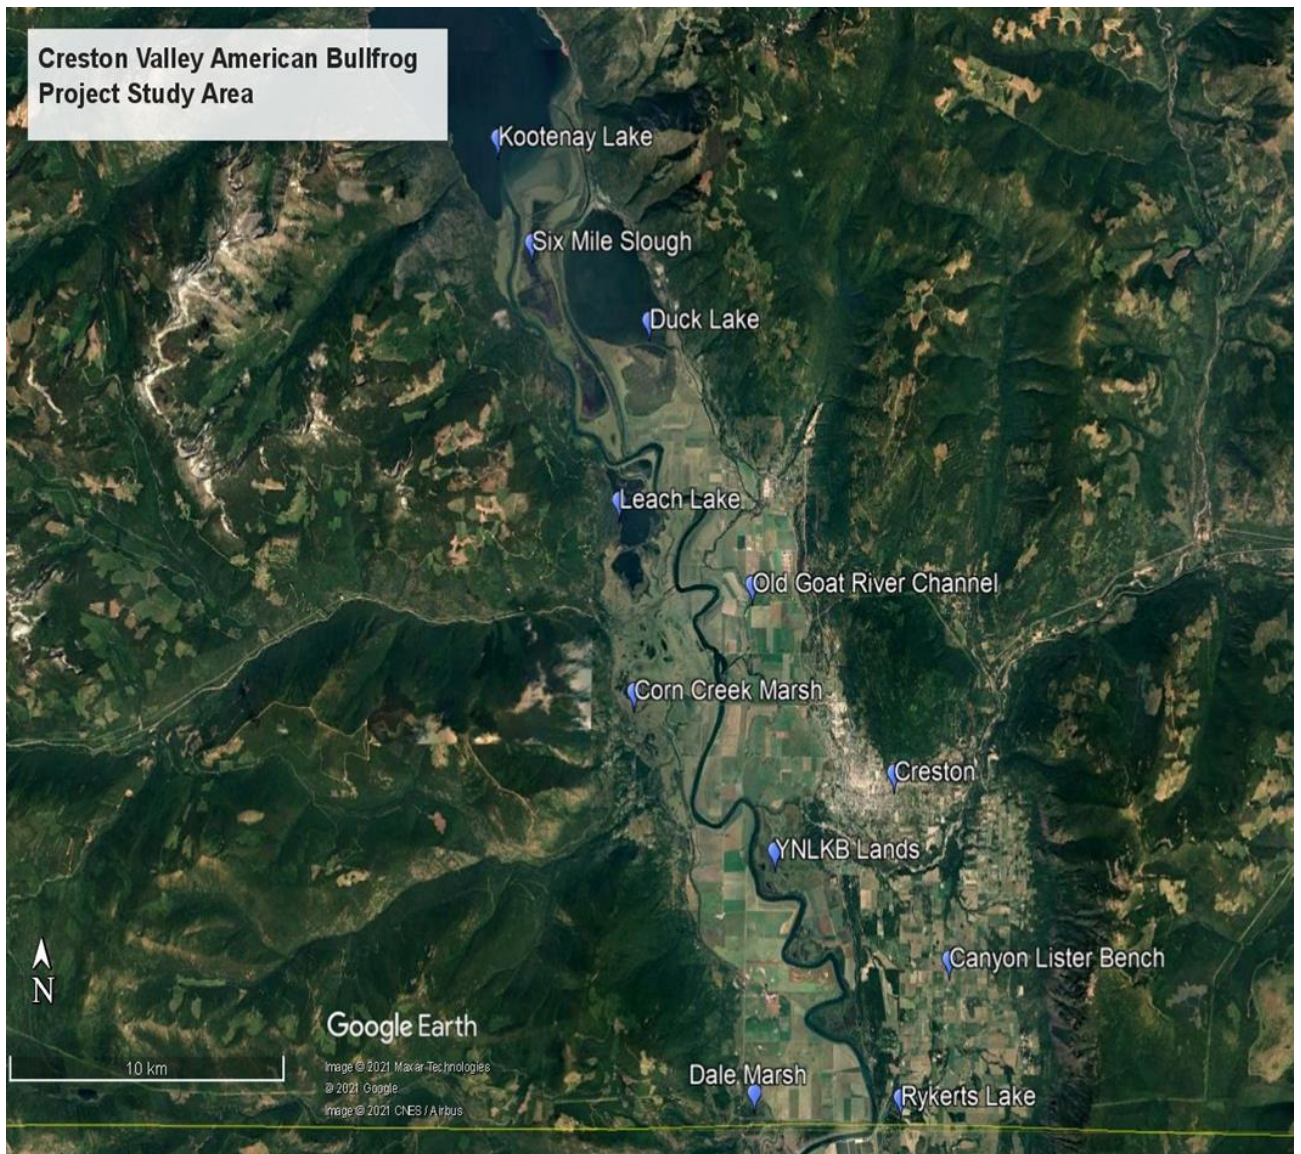 Creston Valley American Bullfrog
Project Study Area
Kootenay Lake
Six Mile Slough
Duck Lake
Leach Lake
Old Goat River Channel
Corn Creek Marsh
Creston
YNLKB Lands
Canyon Lister Bench
N
Google Earth
10 km
Image © 2021 Maxar Technologies
© 2021 Google
Image © 2021 CNES / Airbus
Dale Marsh
Rykerts Lake